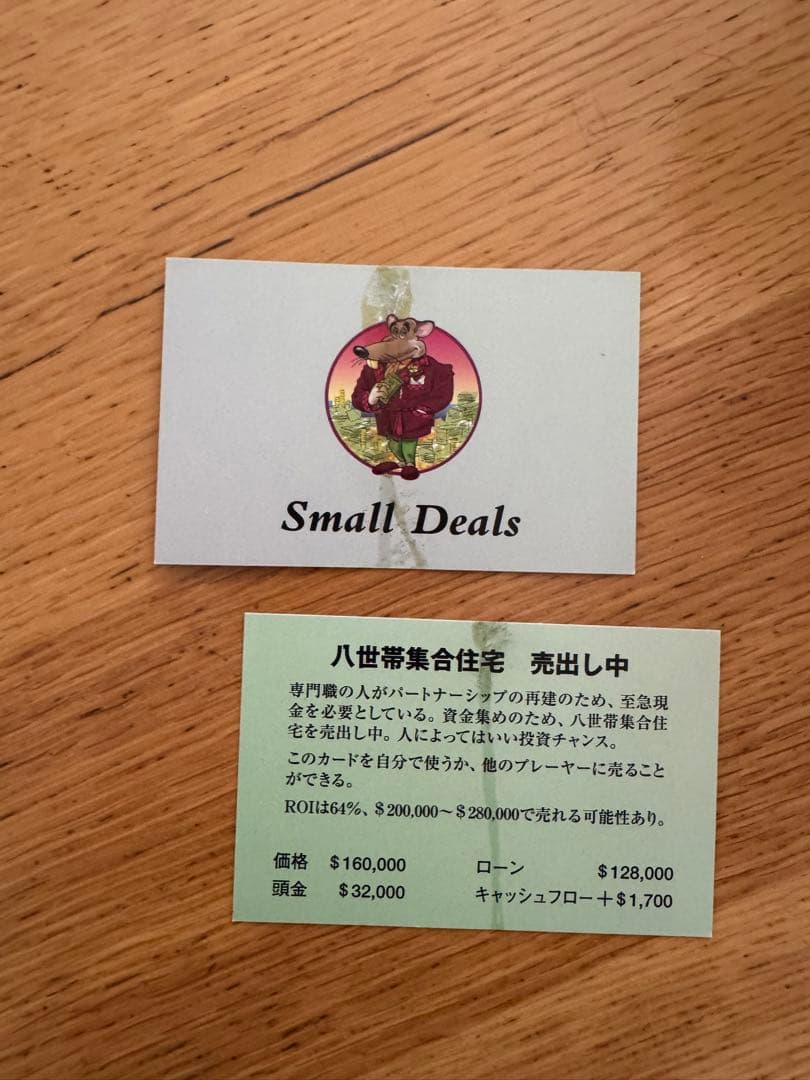 Small Deals
八世帯集合住宅　売出し中
専門職の人がパートナーシップの再建のため、至急現
金を必要としている。資金集めのため、八世帯集合住
宅を売出し中。人によってはいい投資チャンス。
このカードを自分で使うか、他のプレーヤーに売ること
ができる。
ROIは64%、$200,000〜$280,000で売れる可能性あり。
価格 $160,000 ローン $128,000
頭金 $32,000 キャッシュフロー＋$1,700